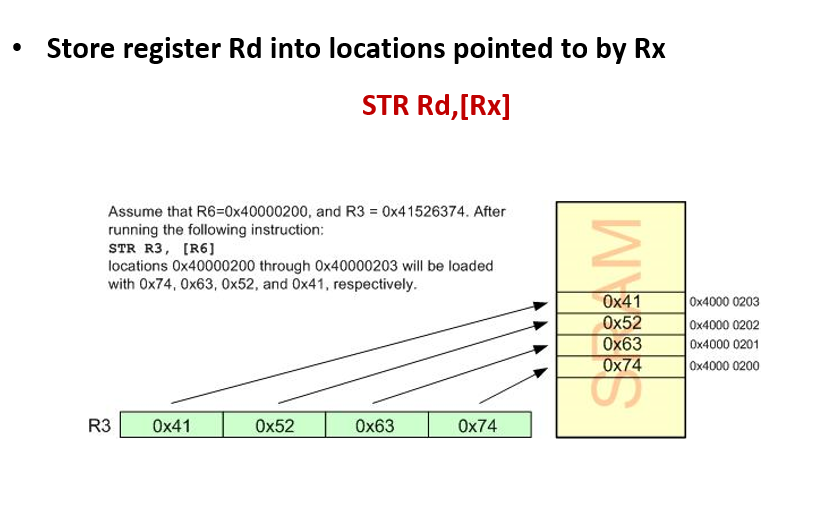 • Store register Rd into locations pointed to by Rx
STR Rd,[Rx]
Assume that R6=0x40000200, and R3 = 0x41526374. After
running the following instruction:
STR R3, [R6]
locations 0x40000200 through 0x40000203 will be loaded
with 0x74, 0x63, 0x52, and 0x41, respectively.
SRAM
0x41 0x4000 0203
0x52 0x4000 0202
0x63 0x4000 0201
0x74 0x4000 0200
R3 0x41 0x52 0x63 0x74